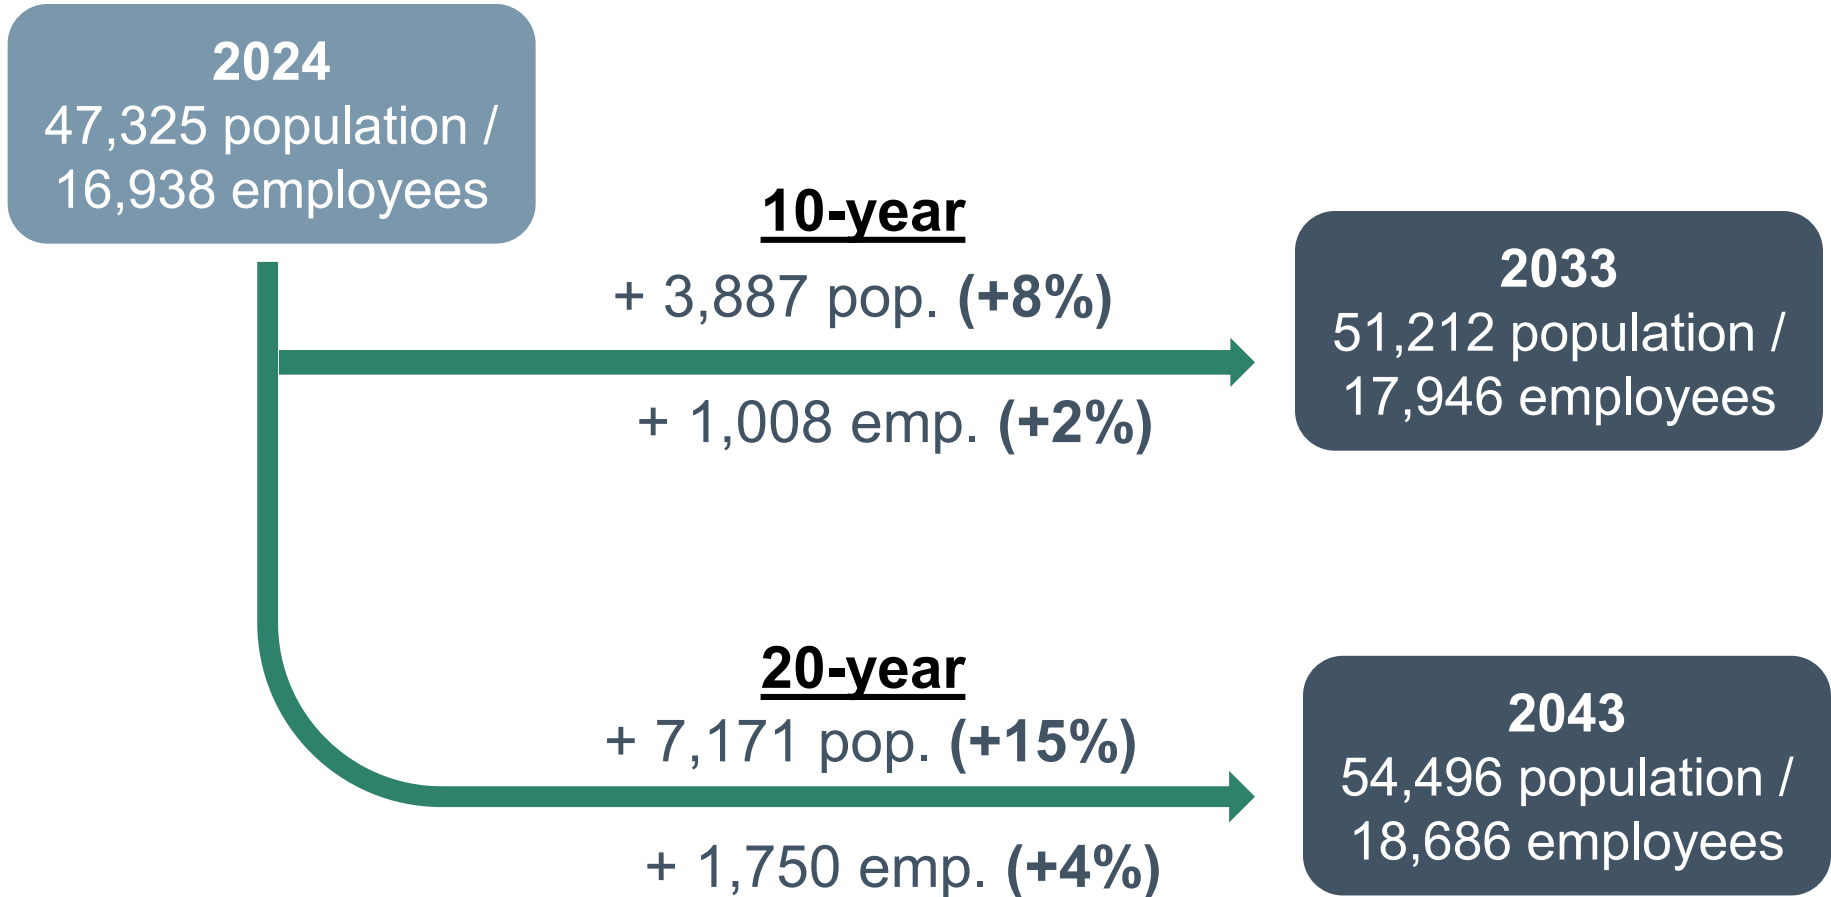 2024
47,325 population /
16,938 employees
10-year
+ 3,887 pop. (+8%)
+ 1,008 emp. (+2%)
2033
51,212 population /
17,946 employees
20-year
+ 7,171 pop. (+15%)
+ 1,750 emp. (+4%)
2043
54,496 population /
18,686 employees